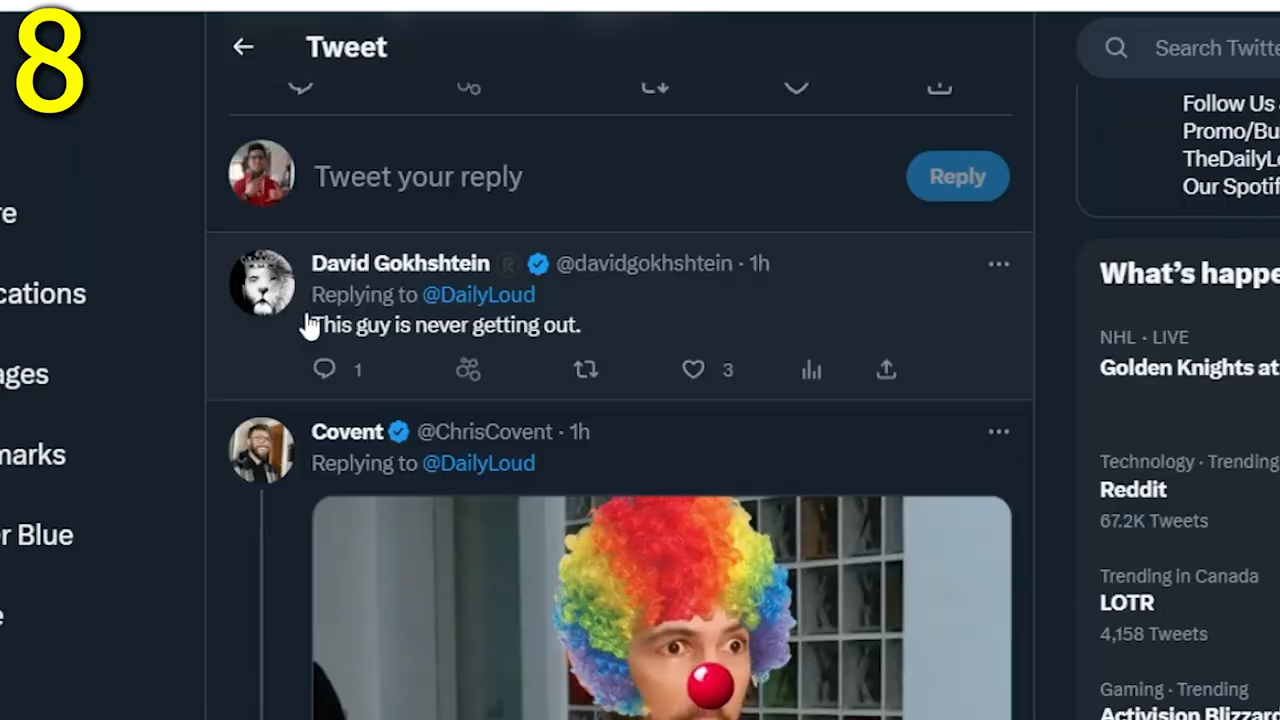 8
Tweet
Search Twitte
Follow Us
Promo/Bu
TheDailyLo
Our Spotif
Tweet your reply
Reply
David Gokhshtein R @davidgokhshtein · 1h
Replying to @DailyLoud
This guy is never getting out.
1
3
Covent @ChrisCovent · 1h
Replying to @DailyLoud
re
cations
ages
marks
r Blue
e
What's happe
NHL · LIVE
Golden Knights at
Technology · Trending
Reddit
67.2K Tweets
Trending in Canada
LOTR
4,158 Tweets
Gaming · Trending
Activision Blizzard